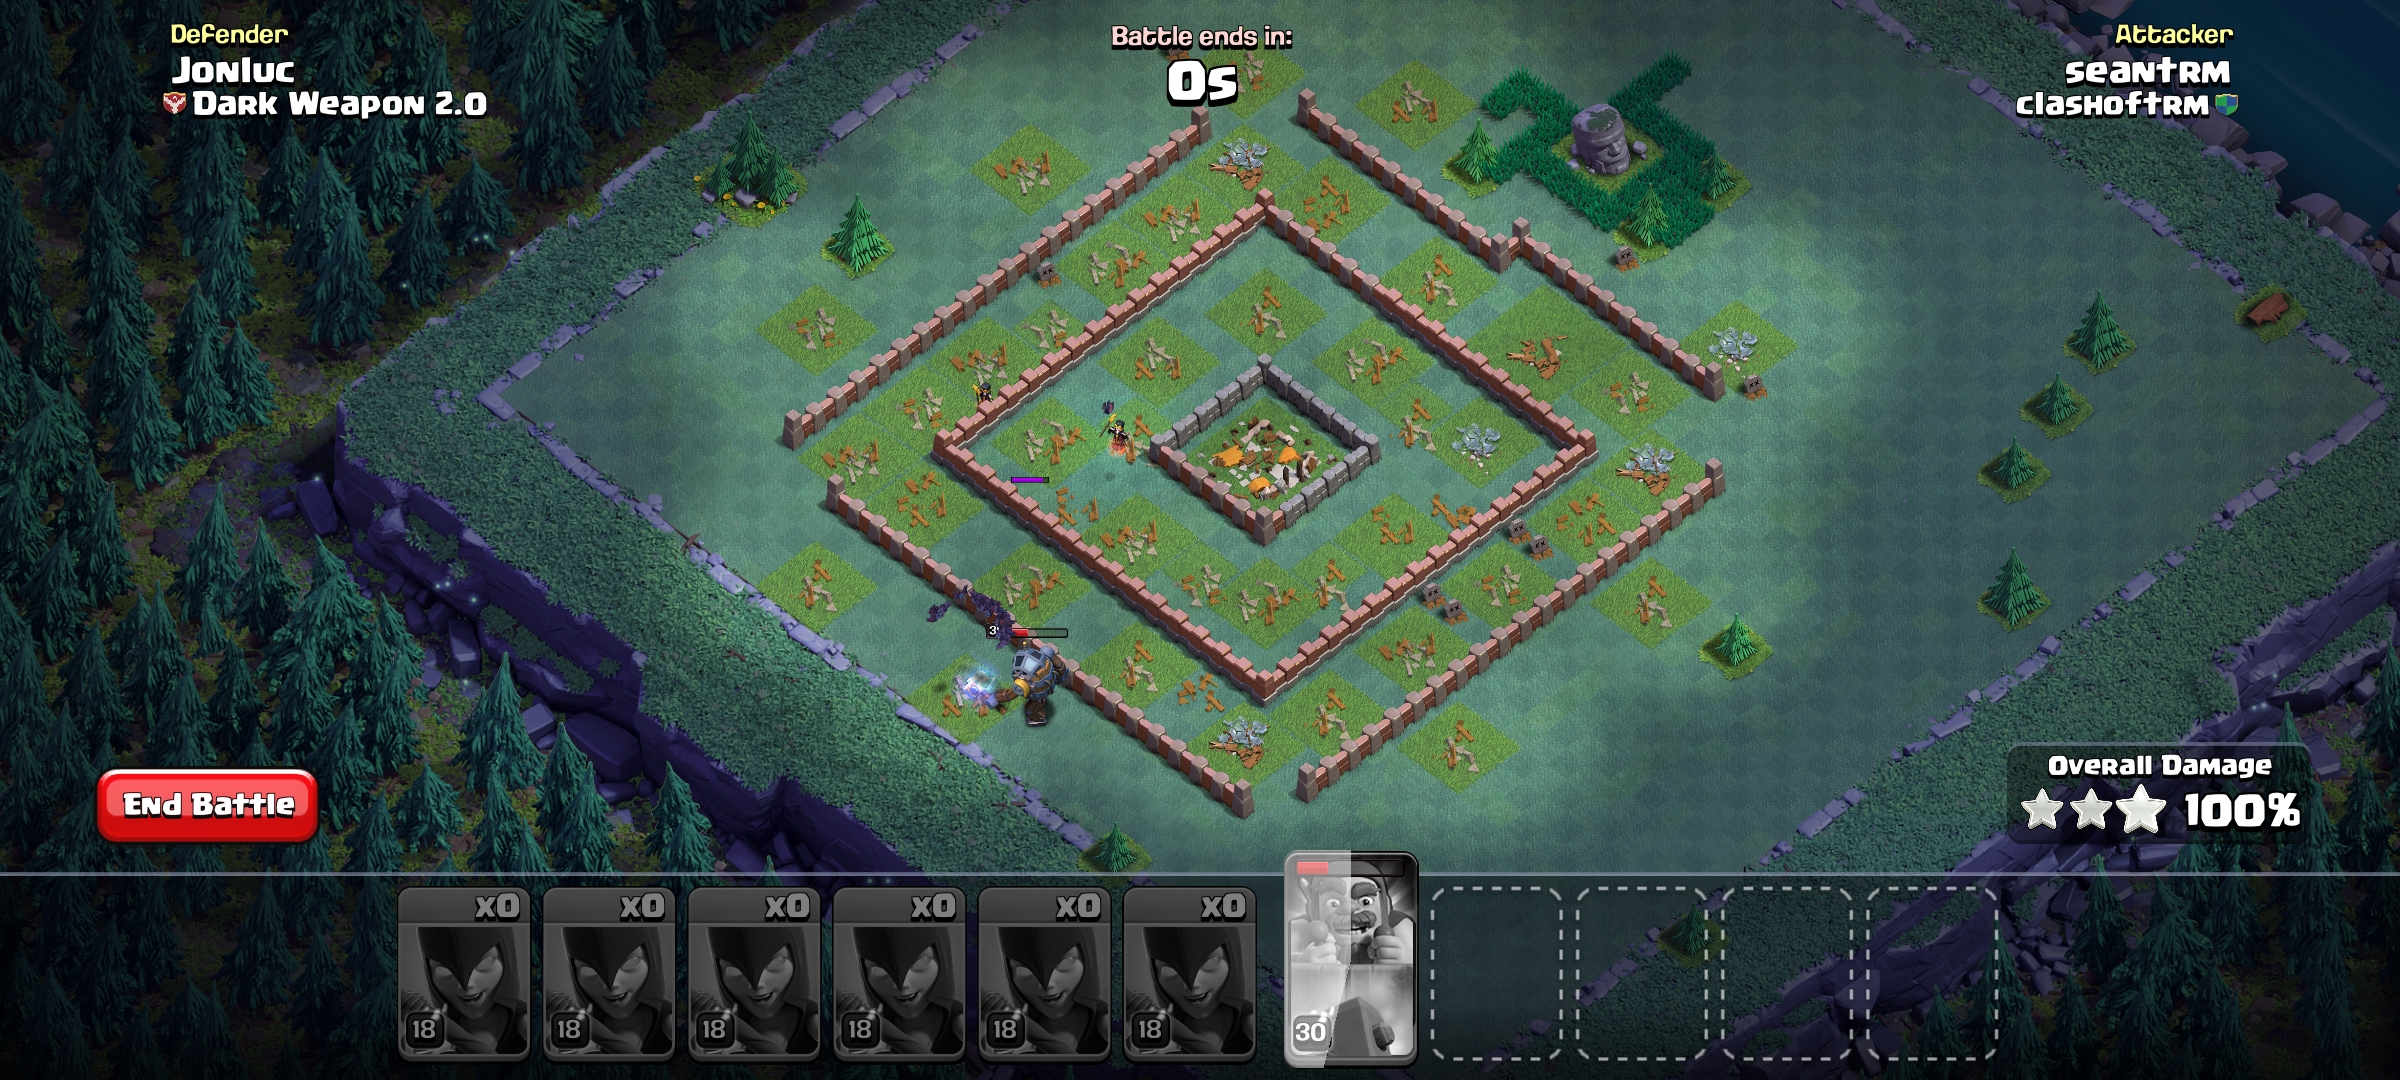 Defender
Jonluc
Dark Weapon 2.0
Battle ends in:
0s
Attacker
seantrm
clashoftrm
End Battle
Overall Damage
100%
x0
x0
x0
x0
x0
x0
18
18
18
18
18
18
30